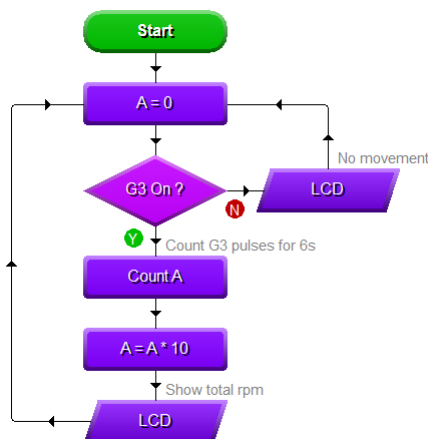 Start
A = 0
G3 On ?
N
No movement
LCD
Y
Count G3 pulses for 6s
Count A
A = A * 10
Show total rpm
LCD